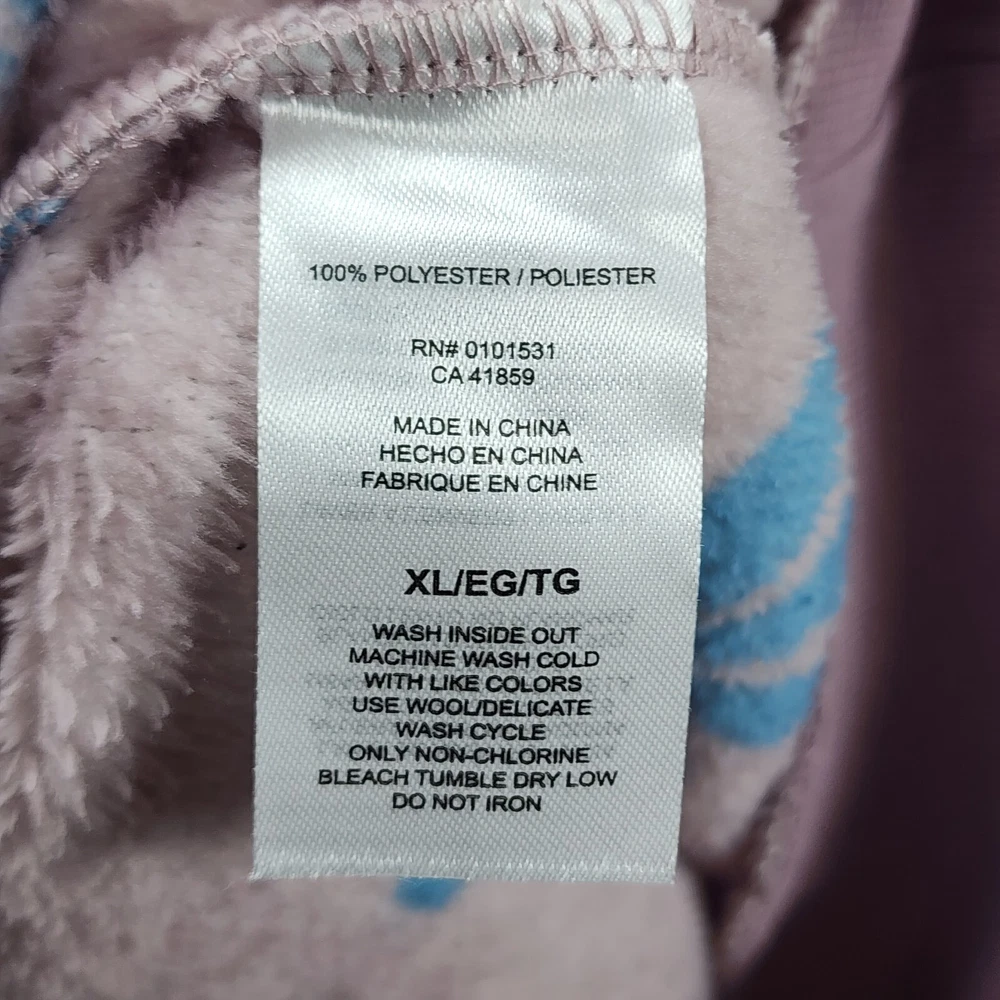 100% POLYESTER / POLIESTER
RN# 0101531
CA 41859
MADE IN CHINA
HECHO EN CHINA
FABRIQUE EN CHINE
XL/EG/TG
WASH INSIDE OUT
MACHINE WASH COLD
WITH LIKE COLORS
USE WOOL/DELICATE
WASH CYCLE
ONLY NON-CHLORINE
BLEACH TUMBLE DRY LOW
DO NOT IRON